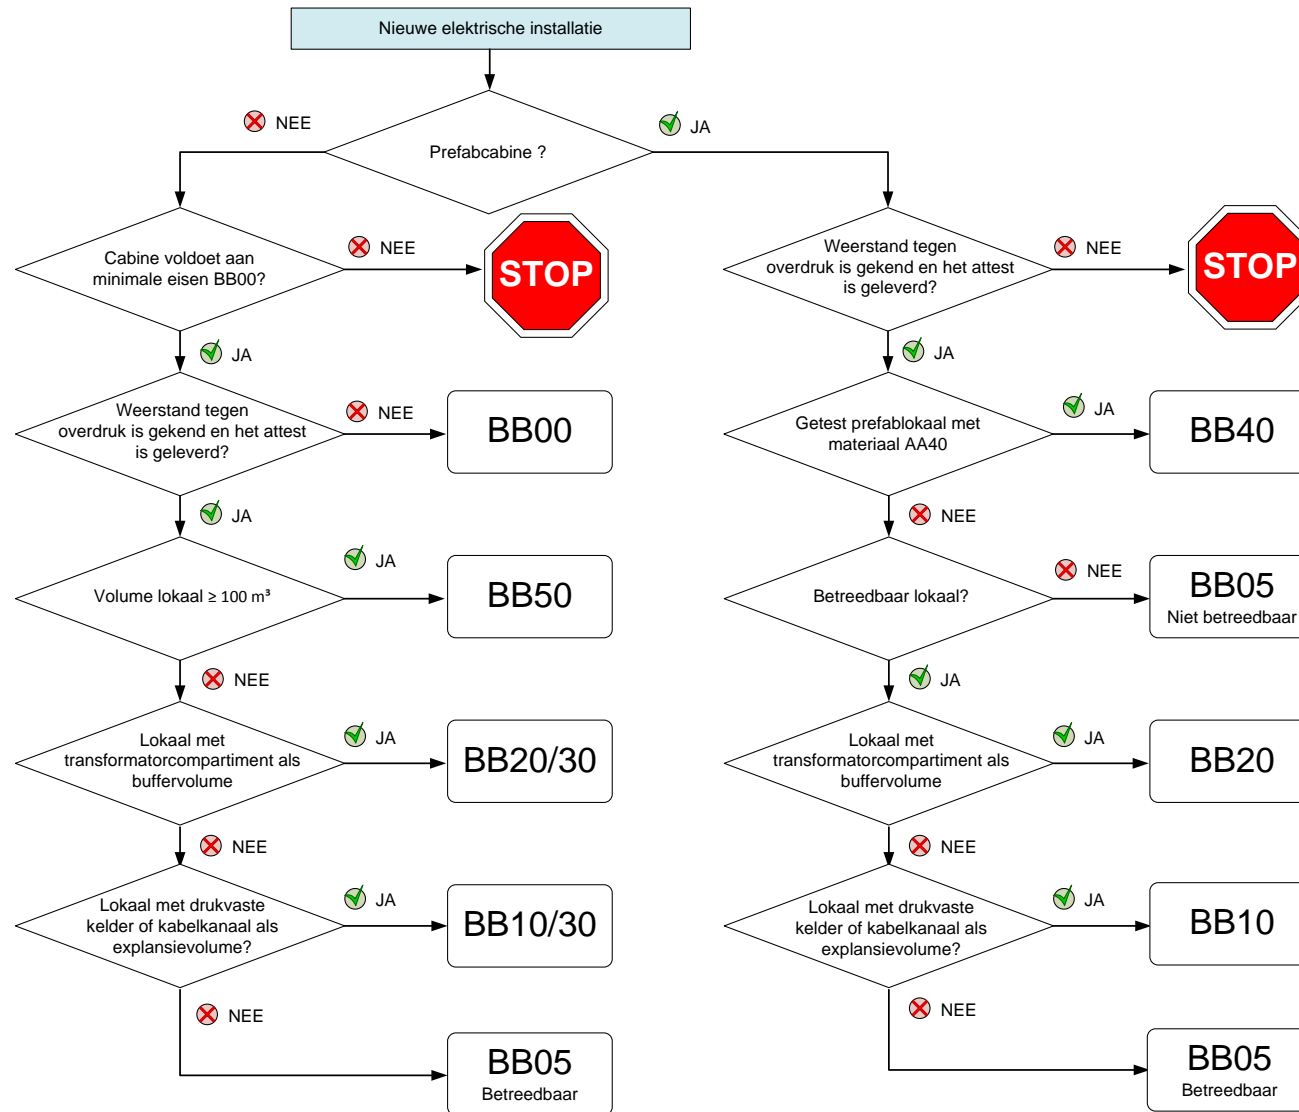 Nieuwe elektrische installatie
NEE
JA
Prefabcabine ?
Cabine voldoet aan
minimale eisen BB00?
NEE
STOP
Weerstand tegen
overdruk is gekend en het attest
is geleverd?
NEE
STOP
JA
JA
Weerstand tegen
overdruk is gekend en het attest
is geleverd?
NEE
BB00
Getest prefablokaal met
materiaal AA40
JA
BB40
JA
NEE
Volume lokaal ≥ 100 m³
JA
BB50
Betreedbaar lokaal?
NEE
BB05
Niet betreedbaar
NEE
JA
Lokaal met
transformatorcompartiment als
buffervolume
JA
BB20/30
Lokaal met
transformatorcompartiment als
buffervolume
JA
BB20
NEE
NEE
Lokaal met drukvaste
kelder of kabelkanaal als
explansievolume?
JA
BB10/30
Lokaal met drukvaste
kelder of kabelkanaal als
explansievolume?
JA
BB10
NEE
NEE
BB05
Betreedbaar
BB05
Betreedbaar